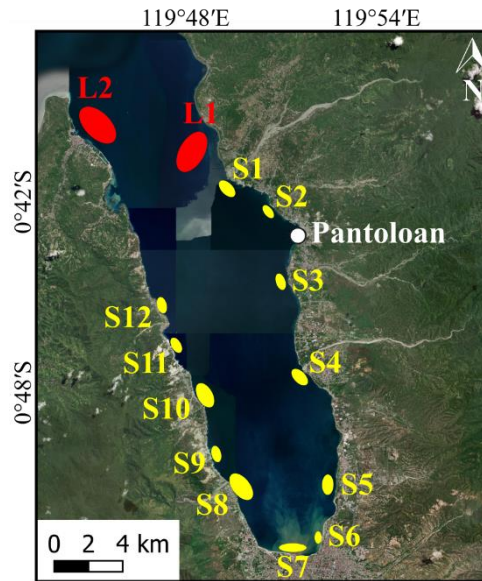 119°48′E
119°54′E
N
L2
L1
S1
S2
0°42′S
Pantoloan
S3
S12
S11
S4
0°48′S
S10
S9
S8
S5
S6
S7
0 2 4 km